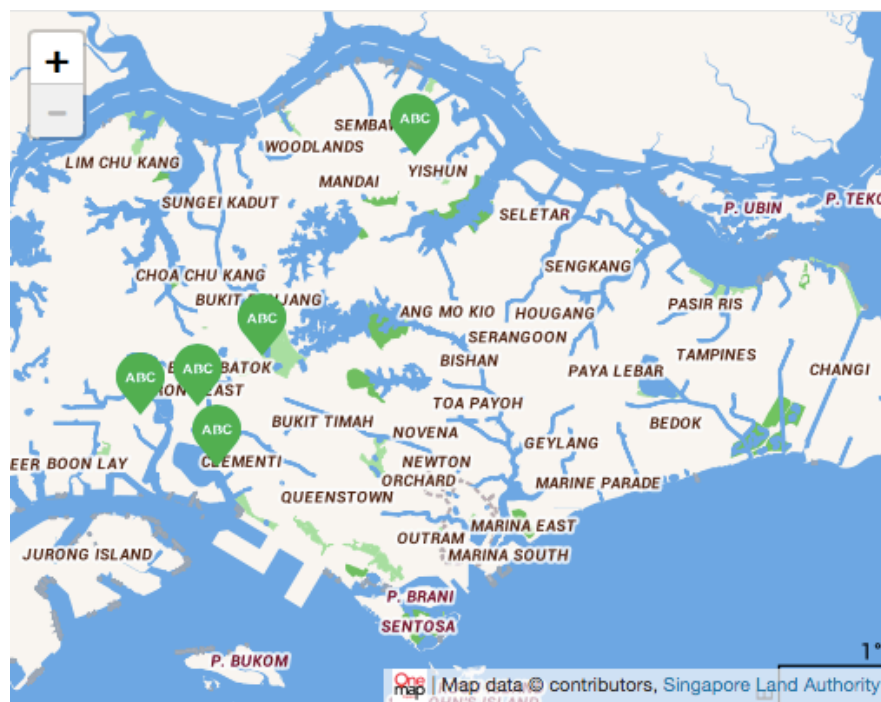 +
ABC
SEMBAW
WOODLANDS
LIM CHU KANG
YISHUN
MANDAI
SUNGEI KADUT
SELETAR
P. UBIN
P. TEKO
SENGKANG
CHOA CHU KANG
BUKIT PANJANG
ABC
ANG MO KIO
HOUGANG
PASIR RIS
SERANGOON
BISHAN
TAMPINES
ABC
BATOK
PAYA LEBAR
CHANGI
ABC
EAST
TOA PAYOH
BUKIT TIMAH
BEDOK
ABC
NOVENA
GEYLANG
EER BOON LAY
CLEMENTI
NEWTON
ORCHARD
MARINE PARADE
QUEENSTOWN
MARINA EAST
OUTRAM
JURONG ISLAND
MARINA SOUTH
P. BRANI
SENTOSA
P. BUKOM
1°
One map | Map data © contributors, Singapore Land Authority